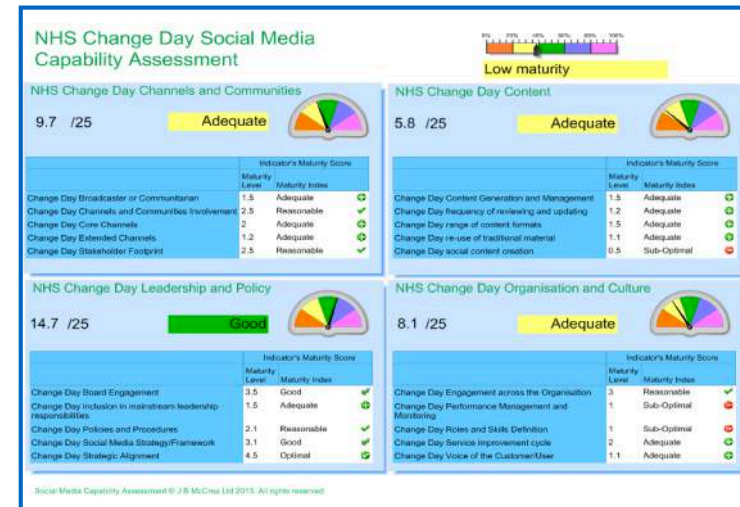 NHS Change Day Social Media
Capability Assessment
0% 20% 40% 60% 80% 100%
Low maturity
NHS Change Day Channels and Communities
9.7 /25
Adequate
Indicator's Maturity Score
Maturity
Level
Maturity Index
Change Day Broadcaster or Communitarian 1.5 Adequate
Change Day Channels and Communities Involvement 2.5 Reasonable
Change Day Core Channels 2 Adequate
Change Day Extended Channels 1.2 Adequate
Change Day Stakeholder Footprint 2.5 Reasonable
NHS Change Day Content
5.8 /25
Adequate
Indicator's Maturity Score
Maturity
Level
Maturity Index
Change Day Content Generation and Management 1.5 Adequate
Change Day frequency of reviewing and updating 1.2 Adequate
Change Day range of content formats 1.5 Adequate
Change Day re-use of traditional material 1.1 Adequate
Change Day social content creation 0.5 Sub-Optimal
NHS Change Day Leadership and Policy
14.7 /25
Good
Indicator's Maturity Score
Maturity
Level
Maturity Index
Change Day Board Engagement 3.5 Good
Change Day Inclusion in mainstream leadership
responsibilities 1.5 Adequate
Change Day Policies and Procedures 2.1 Reasonable
Change Day Social Media Strategy/Framework 3.1 Good
Change Day Strategic Alignment 4.5 Optimal
NHS Change Day Organisation and Culture
8.1 /25
Adequate
Indicator's Maturity Score
Maturity
Level
Maturity Index
Change Day Engagement across the Organisation 3 Reasonable
Change Day Performance Management and
Monitoring 1 Sub-Optimal
Change Day Roles and Skills Definition 1 Sub-Optimal
Change Day Service improvement cycle 2 Adequate
Change Day Voice of the Customer/User 1.1 Adequate
Social Media Capability Assessment © J B McCrea Ltd 2015. All rights reserved